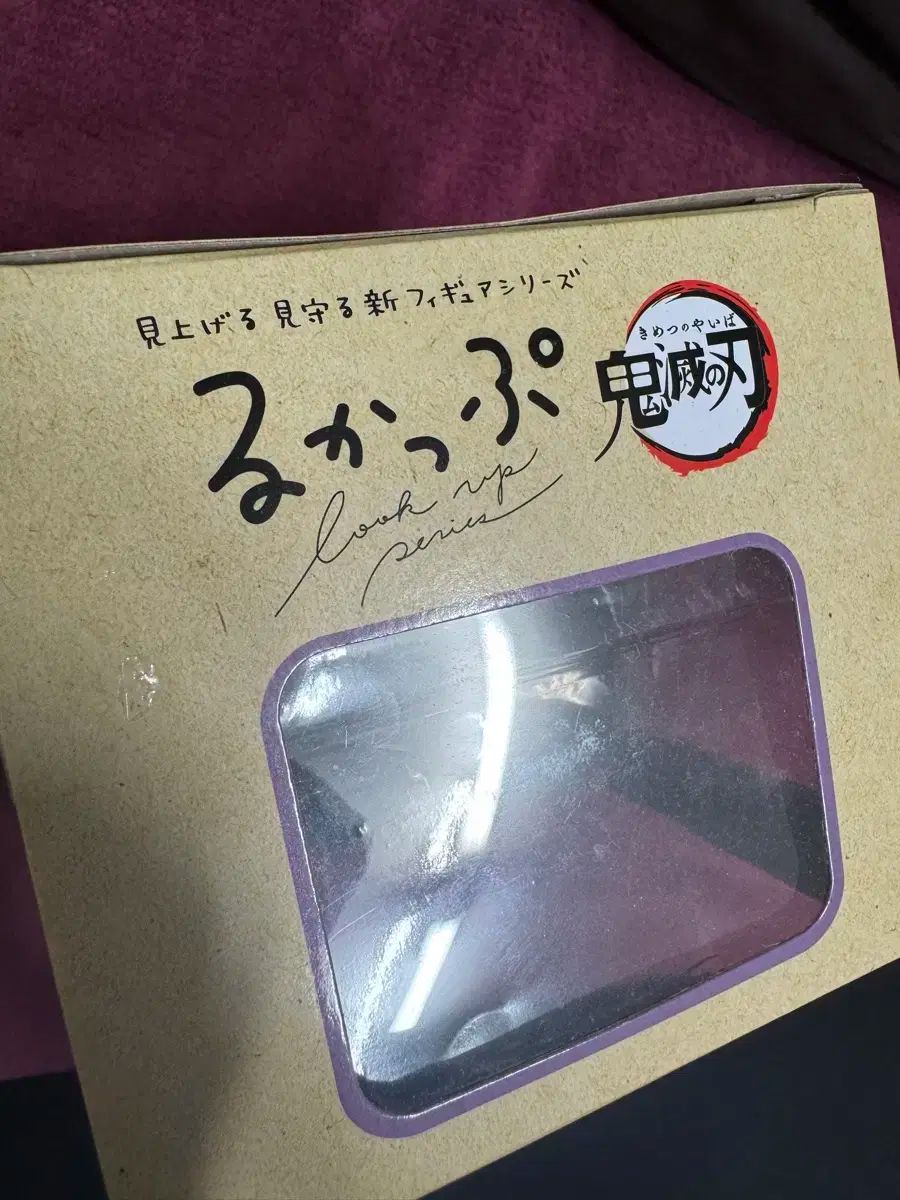 見上げる 見守る 新フィギュアシリーズ
るかっぷ
look up
series
きめつのやいば
鬼滅の刃